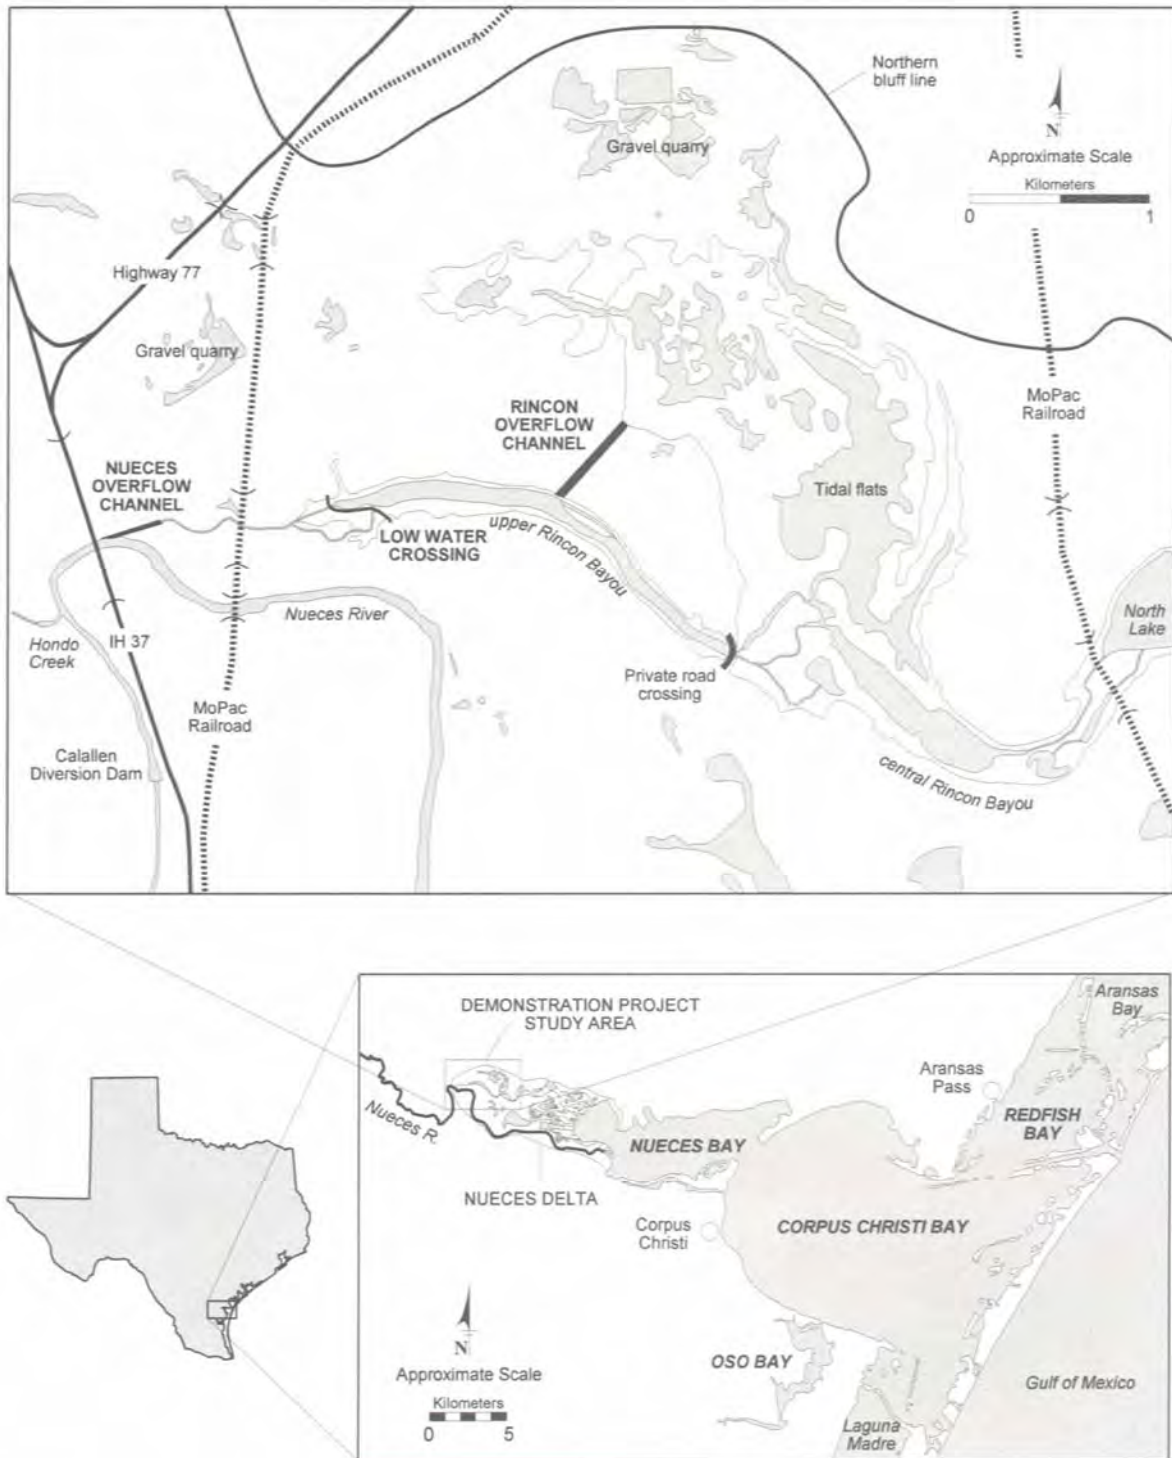 Northern
bluff line
N
Approximate Scale
Kilometers
0 1
Gravel quarry
Highway 77
Gravel quarry
MoPac
Railroad
RINCON
OVERFLOW
CHANNEL
NUECES
OVERFLOW
CHANNEL
Tidal flats
LOW WATER
CROSSING
upper Rincon Bayou
Nueces River
North
Lake
Hondo
Creek
IH 37
Private road
crossing
MoPac
Railroad
Calallen
Diversion Dam
central Rincon Bayou
DEMONSTRATION PROJECT
STUDY AREA
Aransas
Bay
Aransas
Pass
Nueces R.
REDFISH
BAY
NUECES BAY
NUECES DELTA
Corpus
Christi
CORPUS CHRISTI BAY
N
Approximate Scale
Kilometers
0 5
OSO BAY
Gulf of Mexico
Laguna
Madre